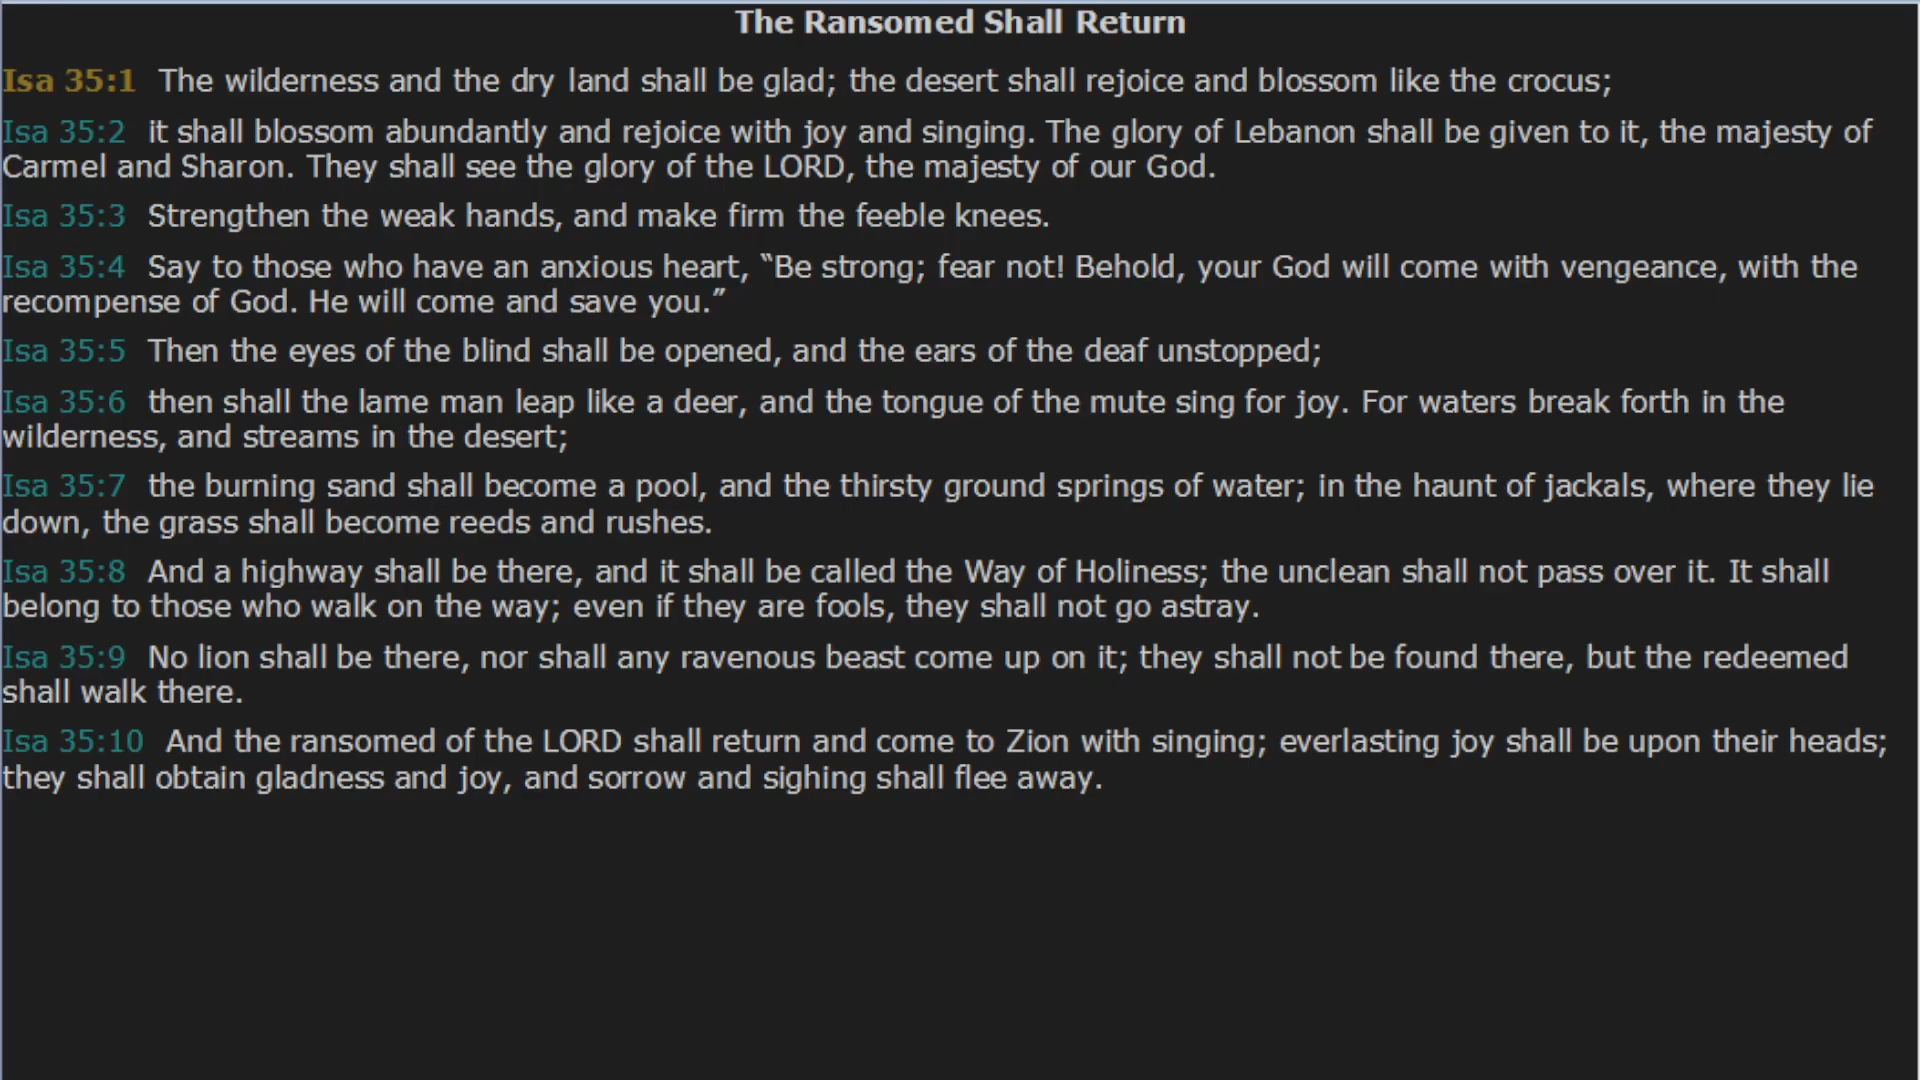 The Ransomed Shall Return
Isa 35:1 The wilderness and the dry land shall be glad; the desert shall rejoice and blossom like the crocus;
Isa 35:2 it shall blossom abundantly and rejoice with joy and singing. The glory of Lebanon shall be given to it, the majesty of
Carmel and Sharon. They shall see the glory of the LORD, the majesty of our God.
Isa 35:3 Strengthen the weak hands, and make firm the feeble knees.
Isa 35:4 Say to those who have an anxious heart, “Be strong; fear not! Behold, your God will come with vengeance, with the
recompense of God. He will come and save you.”
Isa 35:5 Then the eyes of the blind shall be opened, and the ears of the deaf unstopped;
Isa 35:6 then shall the lame man leap like a deer, and the tongue of the mute sing for joy. For waters break forth in the
wilderness, and streams in the desert;
Isa 35:7 the burning sand shall become a pool, and the thirsty ground springs of water; in the haunt of jackals, where they lie
down, the grass shall become reeds and rushes.
Isa 35:8 And a highway shall be there, and it shall be called the Way of Holiness; the unclean shall not pass over it. It shall
belong to those who walk on the way; even if they are fools, they shall not go astray.
Isa 35:9 No lion shall be there, nor shall any ravenous beast come up on it; they shall not be found there, but the redeemed
shall walk there.
Isa 35:10 And the ransomed of the LORD shall return and come to Zion with singing; everlasting joy shall be upon their heads;
they shall obtain gladness and joy, and sorrow and sighing shall flee away.